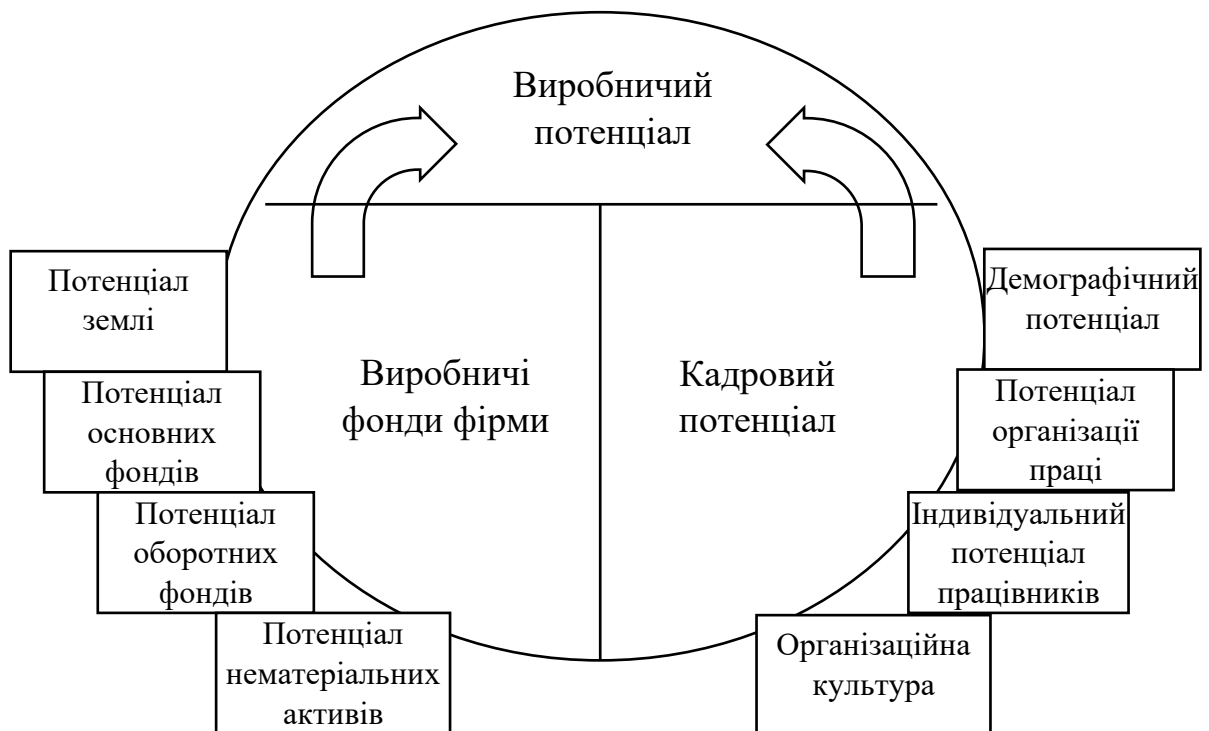 Виробничий
потенціал
Потенціал
землі
Потенціал
основних
фондів
Потенціал
оборотних
фондів
Потенціал
нематеріальних
активів
Виробничі
фонди фірми
Кадровий
потенціал
Демографічний
потенціал
Потенціал
організації
праці
Індивідуальний
потенціал
працівників
Організаційна
культура